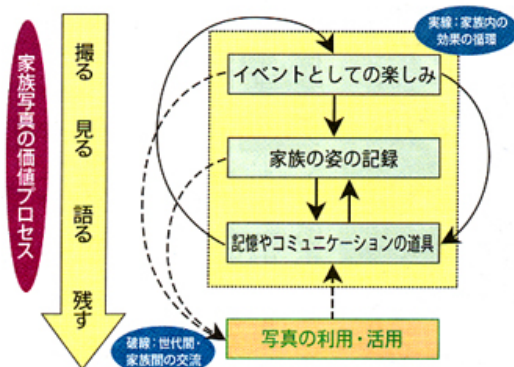 家族写真の価値プロセス
撮る
見る
語る
残す
実線：家族内の
効果の循環
イベントとしての楽しみ
家族の姿の記録
記憶やコミュニケーションの道具
写真の利用・活用
破線：世代間・
家族間の交流